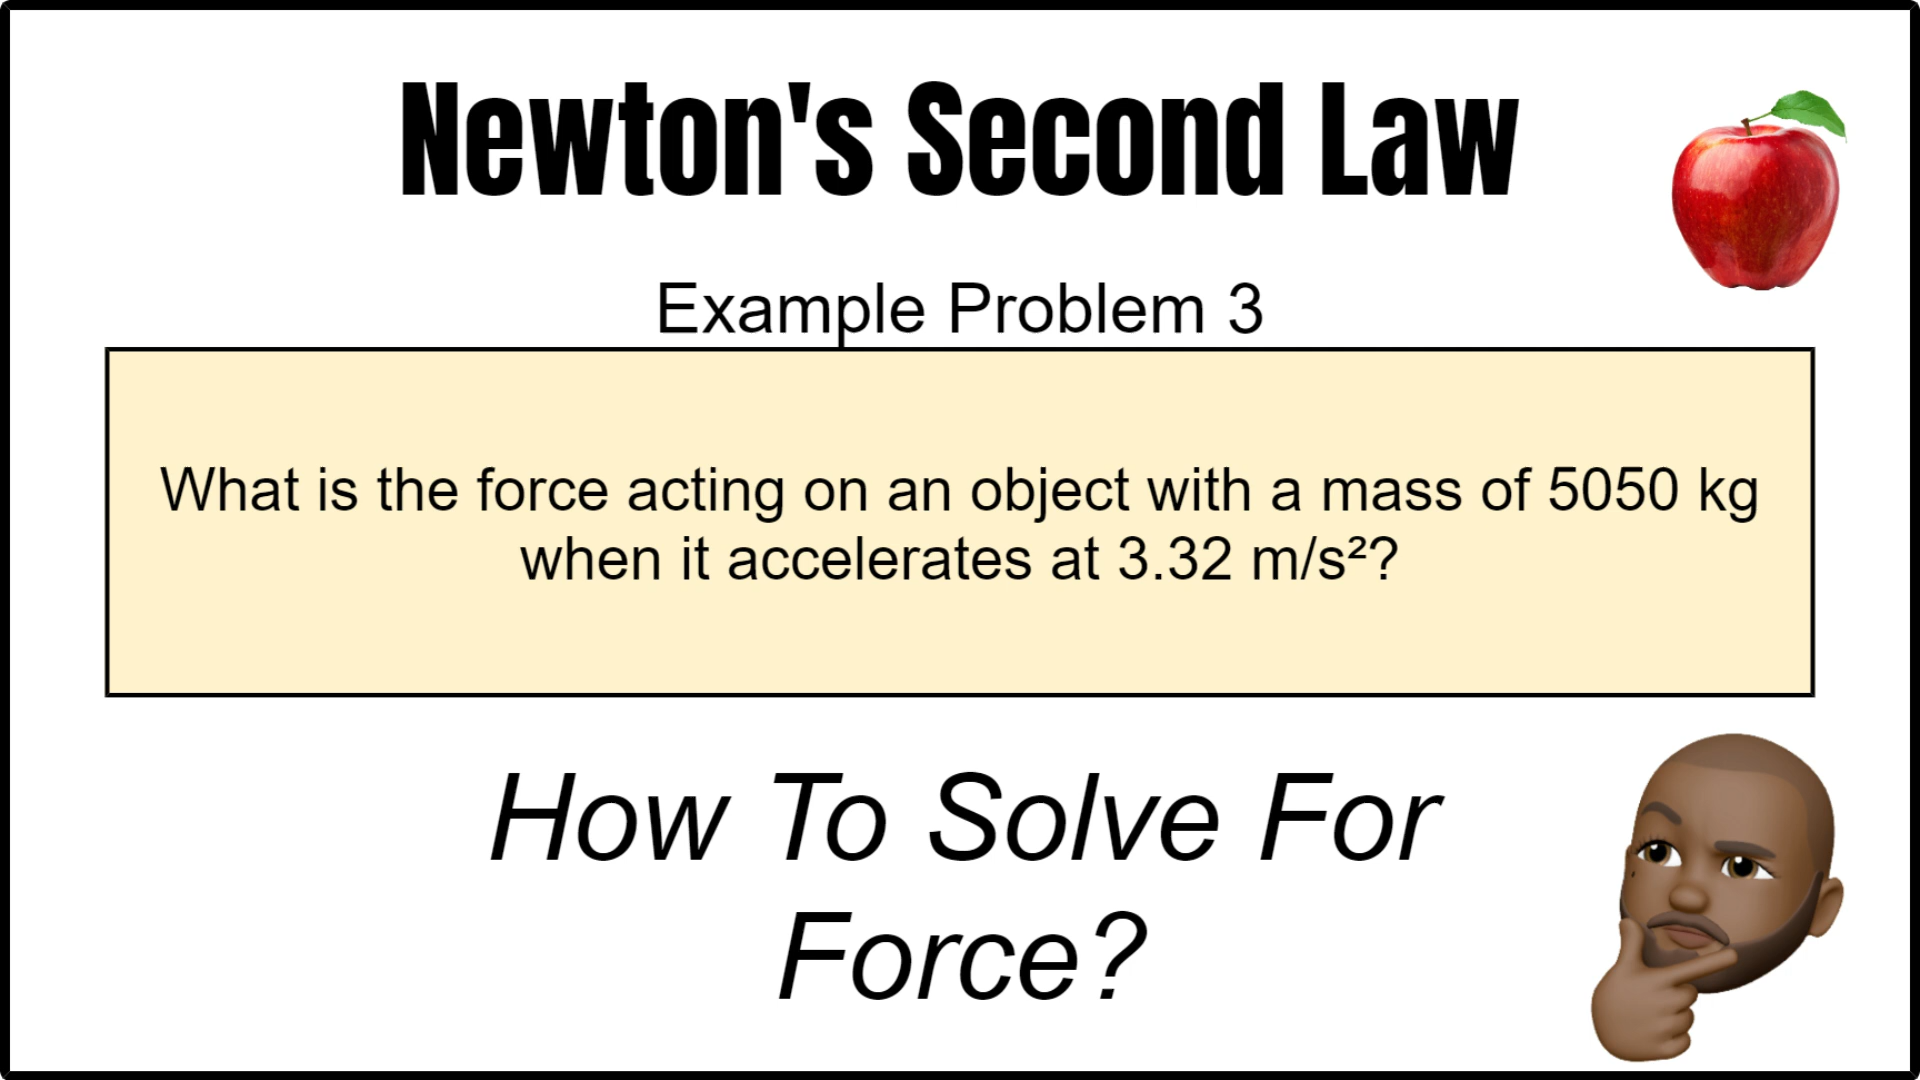 Newton's Second Law
Example Problem 3
What is the force acting on an object with a mass of 5050 kg
when it accelerates at 3.32 m/s²?
How To Solve For
Force?